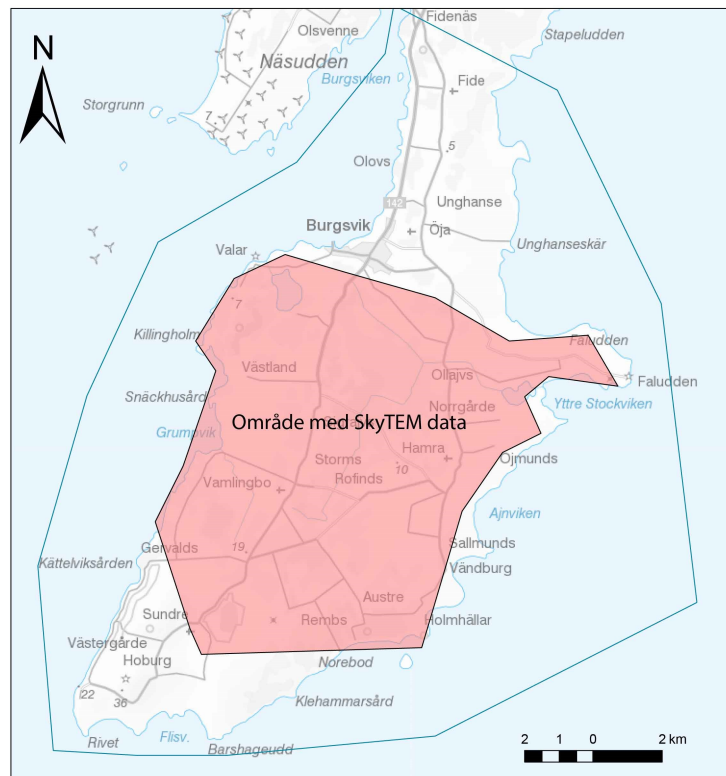 Fidenäs
Olsvenne
Stapeludden
N
Näsudden
Burgsviken
Fide
Storgrunn
7
5
Olovs
142
Unghanse
Burgsvik
Öja
Valar
Unghanseskär
7
Killingholm
Faludden
Västland
Ollajvs
Faludden
Snäckhusård
Norrgårde
Yttre Stockviken
Område med SkyTEM data
Grumpvik
Hamra
Storms
10
Öjmunds
Rofinds
Vamlingbo
Ajnviken
Gervalds
19
Sallmunds
Kättelviksården
Vändburg
Austre
Sundre
Rembs
Holmhällar
Västergårde
Hoburg
Norebod
22
36
Klehammarsård
Rivet
Flisv.
Barshageudd
2 1 0 2 km